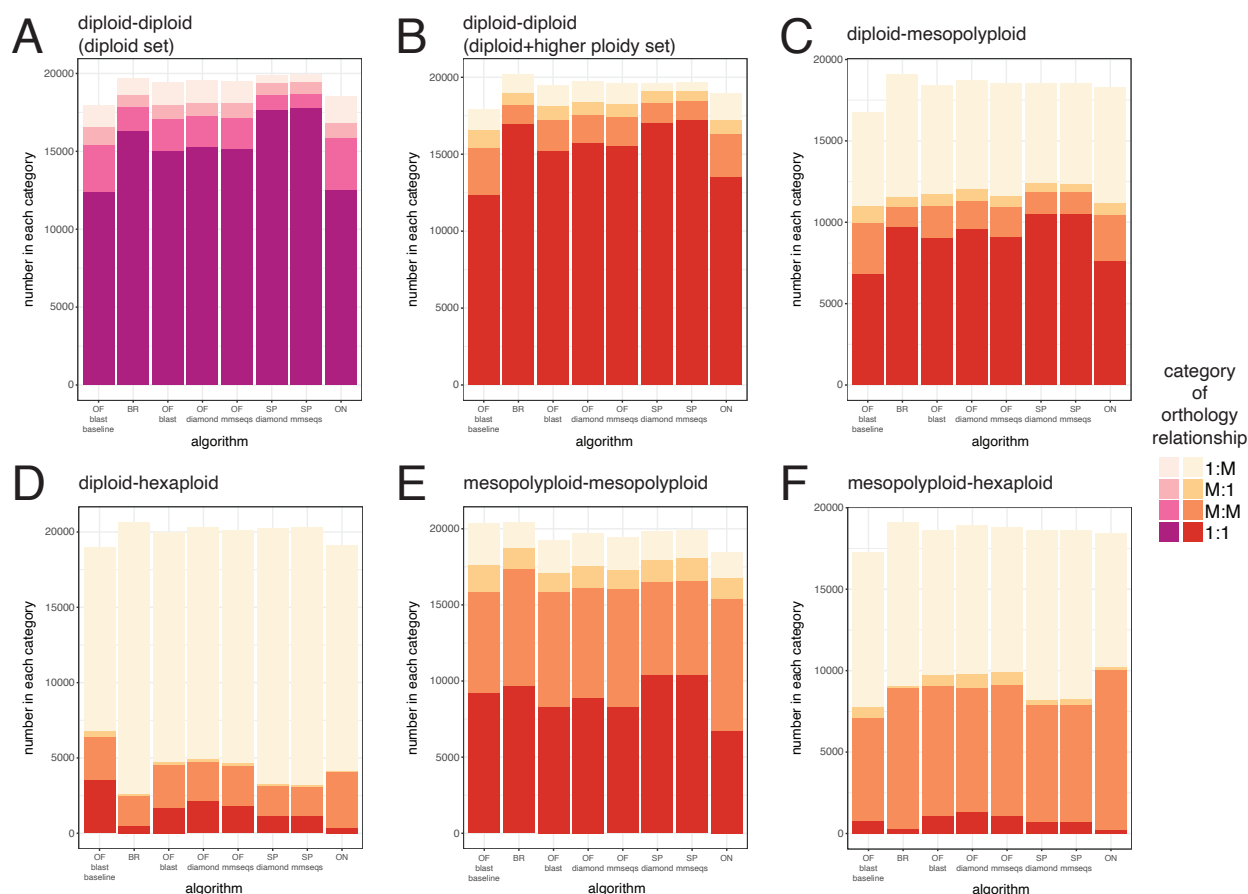 A
diploid-diploid
(diploid set)
number in each category
20000
15000
10000
5000
0
OF
blast
baseline
BR
OF
blast
OF
diamond
OF
mmseqs
SP
diamond
SP
mmseqs
ON
algorithm
B
diploid-diploid
(diploid+higher ploidy set)
number in each category
20000
15000
10000
5000
0
OF
blast
baseline
BR
OF
blast
OF
diamond
OF
mmseqs
SP
diamond
SP
mmseqs
ON
algorithm
C
diploid-mesopolyploid
number in each category
20000
15000
10000
5000
0
OF
blast
baseline
BR
OF
blast
OF
diamond
OF
mmseqs
SP
diamond
SP
mmseqs
ON
algorithm
category
of
orthology
relationship
1:M
M:1
M:M
1:1
D
diploid-hexaploid
number in each category
20000
15000
10000
5000
0
OF
blast
baseline
BR
OF
blast
OF
diamond
OF
mmseqs
SP
diamond
SP
mmseqs
ON
algorithm
E
mesopolyploid-mesopolyploid
number in each category
20000
15000
10000
5000
0
OF
blast
baseline
BR
OF
blast
OF
diamond
OF
mmseqs
SP
diamond
SP
mmseqs
ON
algorithm
F
mesopolyploid-hexaploid
number in each category
20000
15000
10000
5000
0
OF
blast
baseline
BR
OF
blast
OF
diamond
OF
mmseqs
SP
diamond
SP
mmseqs
ON
algorithm